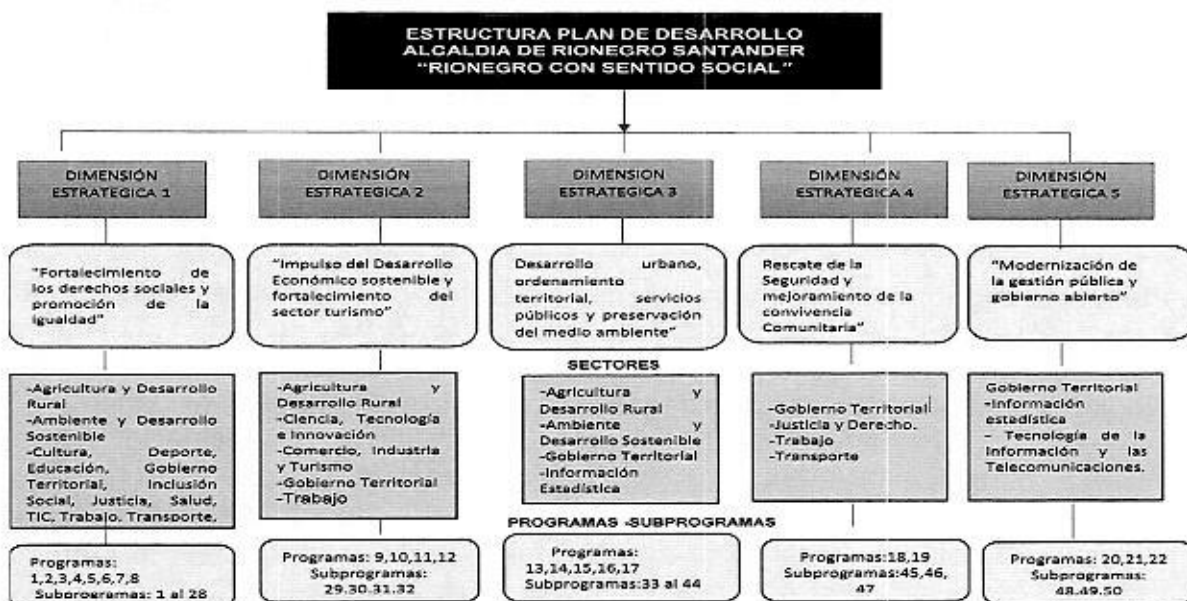 ESTRUCTURA PLAN DE DESARROLLO
ALCALDIA DE RIONEGRO SANTANDER
“RIONEGRO CON SENTIDO SOCIAL”
DIMENSIÓN
ESTRATEGICA 1
DIMENSIÓN
ESTRATEGICA 2
DIMENSIÓN
ESTRATEGICA 3
DIMENSIÓN
ESTRATEGICA 4
DIMENSIÓN
ESTRATEGICA 5
“Fortalecimiento de
los derechos sociales y
promoción de la
igualdad”
“Impulso del Desarrollo
Económico sostenible y
fortalecimiento del
sector turismo”
Desarrollo urbano,
ordenamiento
territorial, servicios
públicos y preservación
del medio ambiente”
Rescate de la
Seguridad y
mejoramiento de la
convivencia
Comunitaria”
“Modernización de
la gestión pública y
gobierno abierto”
SECTORES
-Agricultura y Desarrollo
Rural
-Ambiente y Desarrollo
Sostenible
-Cultura, Deporte,
Educación, Gobierno
Territorial, Inclusión
Social, Justicia, Salud,
TIC, Trabajo, Transporte,
-Agricultura y
Desarrollo Rural
-Ciencia, Tecnología
e Innovación
-Comercio, Industria
y Turismo
-Gobierno Territorial
-Trabajo
-Agricultura y
Desarrollo Rural
-Ambiente y
Desarrollo Sostenible
-Gobierno Territorial
-Información
Estadística
-Gobierno Territorial
-Justicia y Derecho.
-Trabajo
-Transporte
Gobierno Territorial
-Información
estadística
- Tecnología de la
Información y las
Telecomunicaciones.
PROGRAMAS -SUBPROGRAMAS
Programas:
1,2,3,4,5,6,7,8
Subprogramas: 1 al 28
Programas: 9,10,11,12
Subprogramas:
29.30.31.32
Programas:
13,14,15,16,17
Subprogramas:33 al 44
Programas:18,19
Subprogramas:45,46,
47
Programas: 20,21,22
Subprogramas:
48.49.50